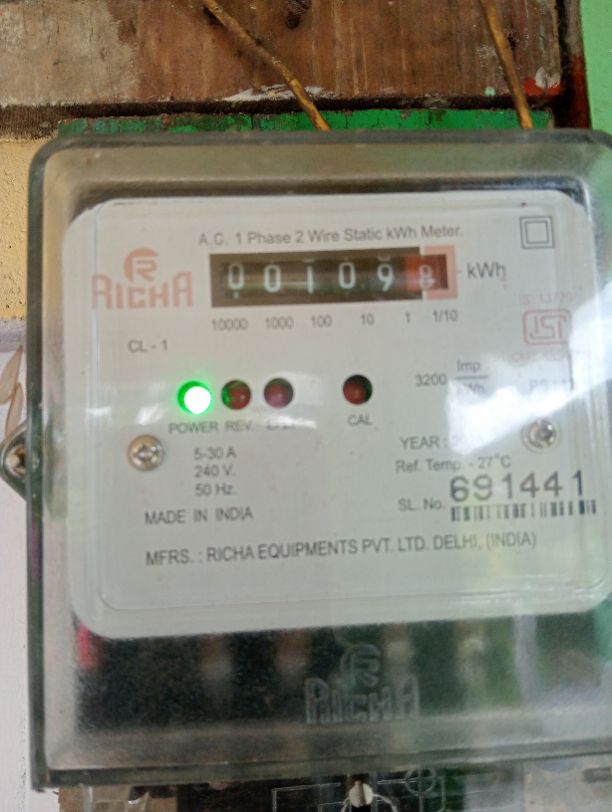 A.C. 1 Phase 2 Wire Static kWh Meter.
RICHA
0 0 1 0 9 8 kWh
10000 1000 100 10 1 1/10
CL - 1
3200 Imp
kWh
POWER REV. CAL
5-30 A
240 V.
50 Hz.
YEAR :
Ref. Temp. - 27°C
SL. No. 691441
MADE IN INDIA
MFRS. : RICHA EQUIPMENTS PVT. LTD. DELHI, (INDIA)
RICHA